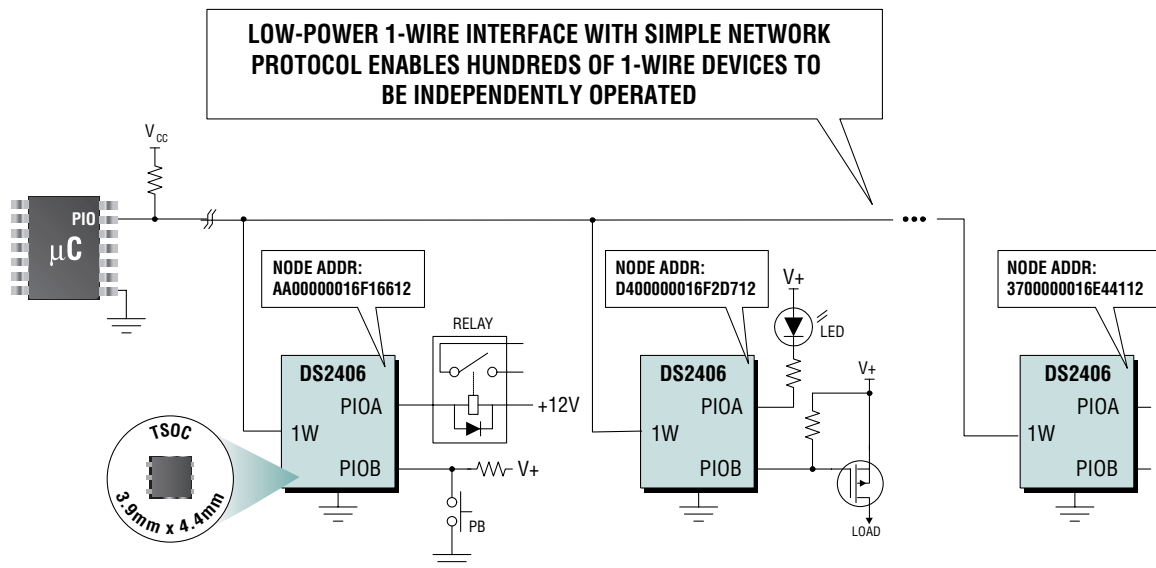 LOW-POWER 1-WIRE INTERFACE WITH SIMPLE NETWORK
PROTOCOL ENABLES HUNDREDS OF 1-WIRE DEVICES TO
BE INDEPENDENTLY OPERATED
VCC
PIO
µC
NODE ADDR:
AA00000016F16612
NODE ADDR:
D400000016F2D712
NODE ADDR:
3700000016E44112
V+
LED
RELAY
DS2406
PIOA
1W
PIOB
+12V
V+
PB
TSOC
3.9mm x 4.4mm
DS2406
PIOA
1W
PIOB
V+
LOAD
DS2406
PIOA
1W
PIOB